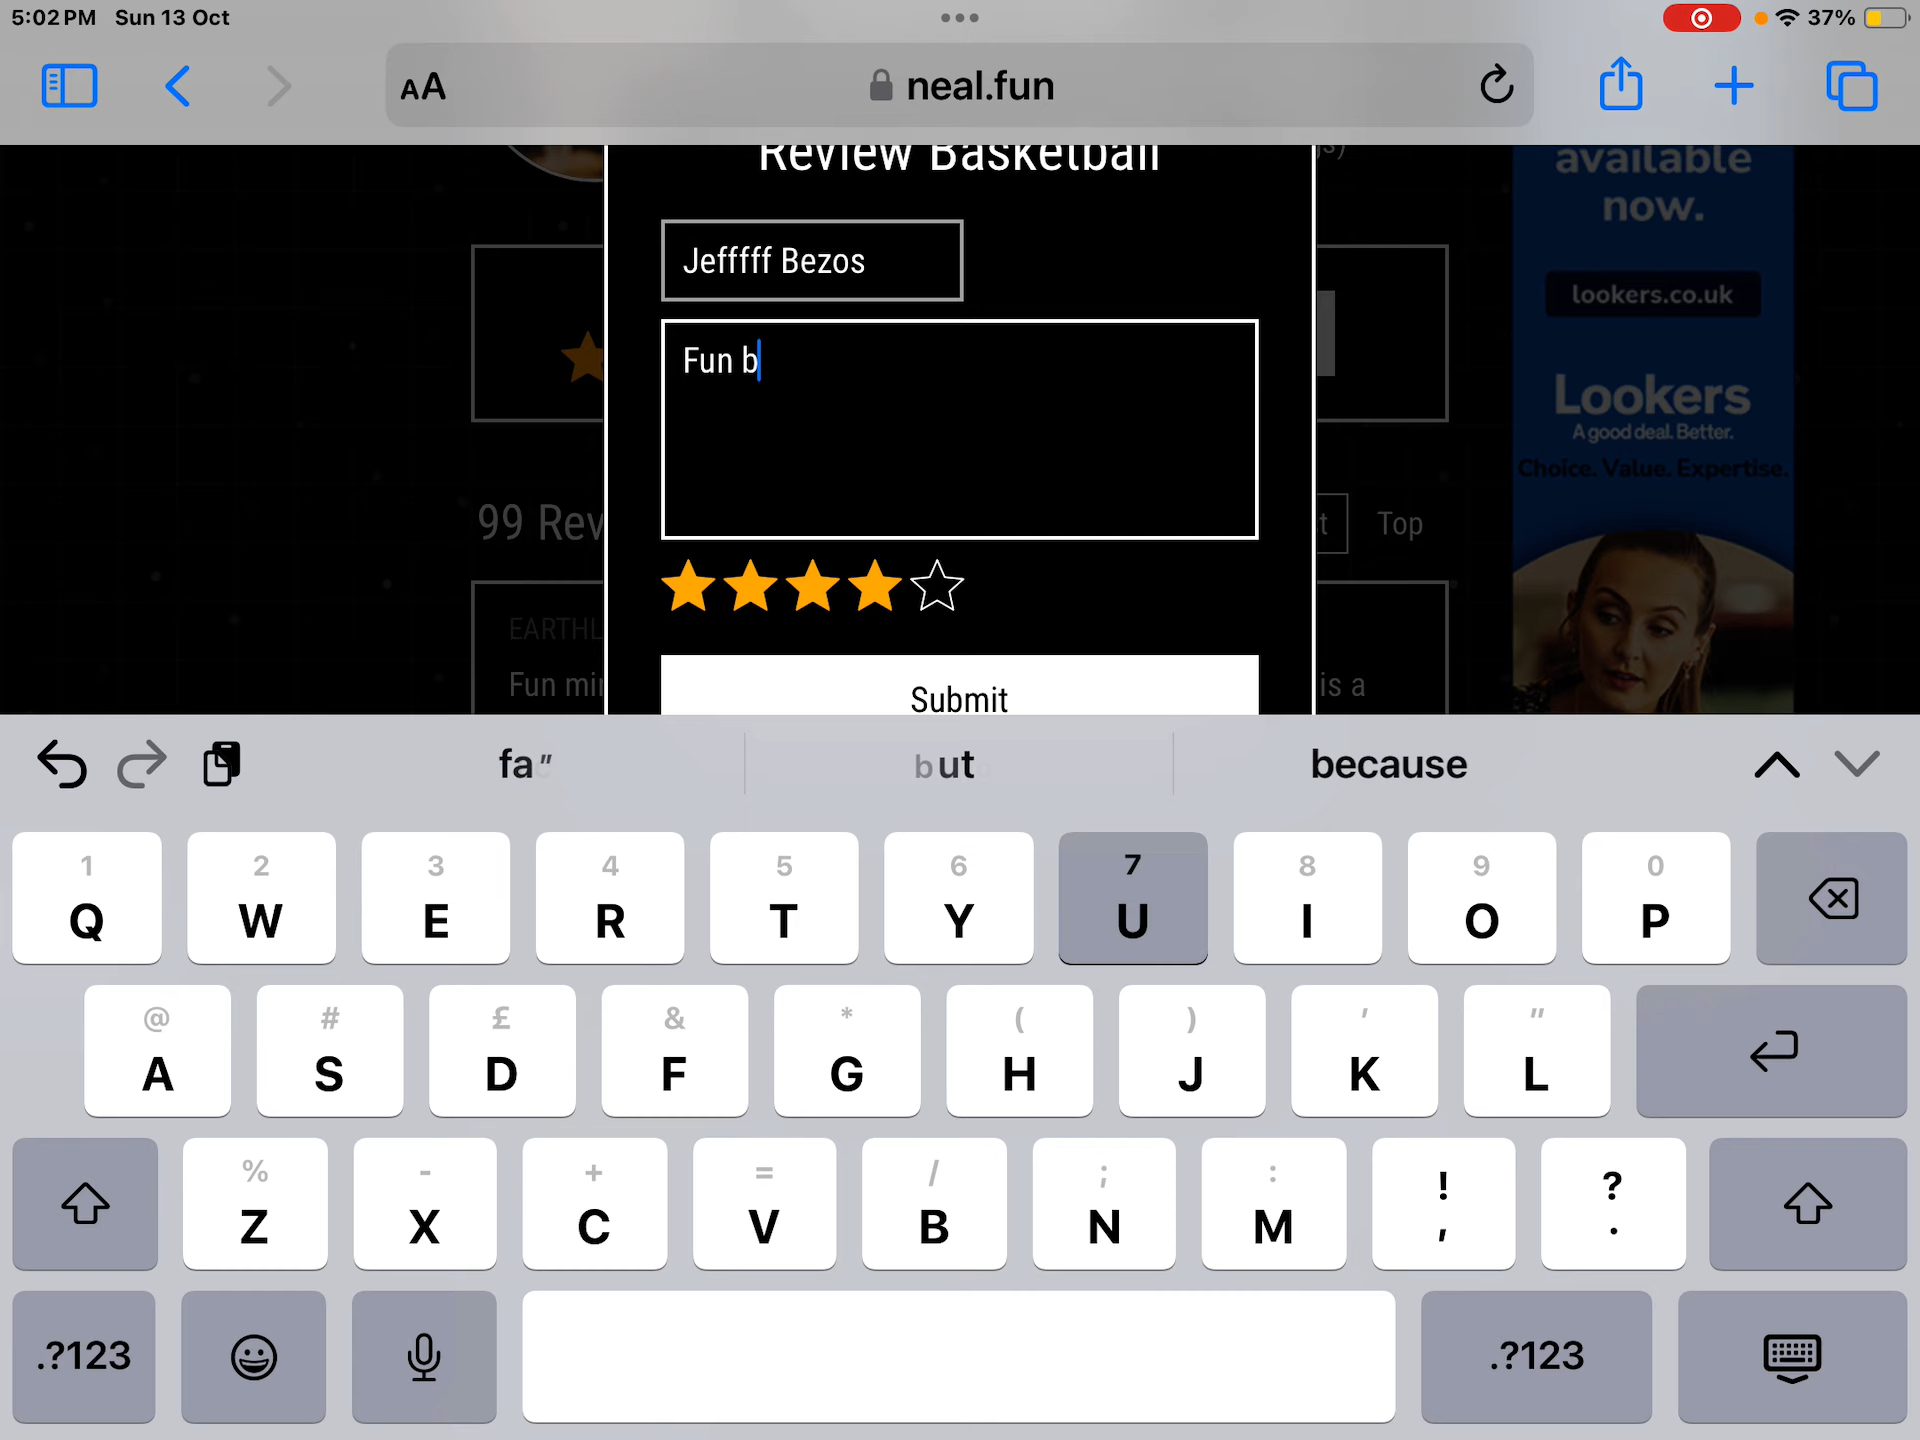 5:02 PM Sun 13 Oct
37%
AA
neal.fun
Review Basketball
Jefffff Bezos
Fun b
99 Rev
Top
EARTHL
Fun min
is a
Submit
available
now.
lookers.co.uk
Lookers
A good deal. Better.
Choice. Value. Expertise.
fa"
but
because
1 2 3 4 5 6 7 8 9 0
Q W E R T Y U I O P
@ # £ & * ( ) ' "
A S D F G H J K L
% - + = / ; : ! ?
Z X C V B N M , .
.?123
.?123